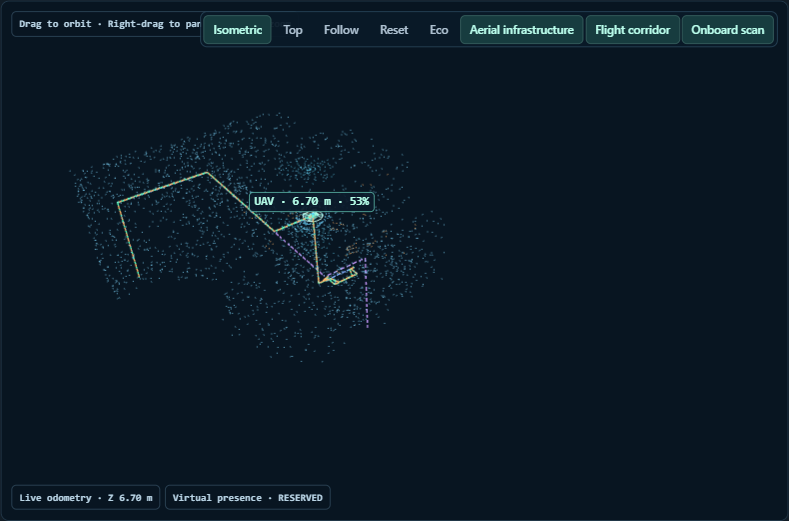 Drag to orbit · Right-drag to pan
Isometric Top Follow Reset Eco Aerial infrastructure Flight corridor Onboard scan
UAV · 6.70 m · 53%
Live odometry · Z 6.70 m
Virtual presence · RESERVED